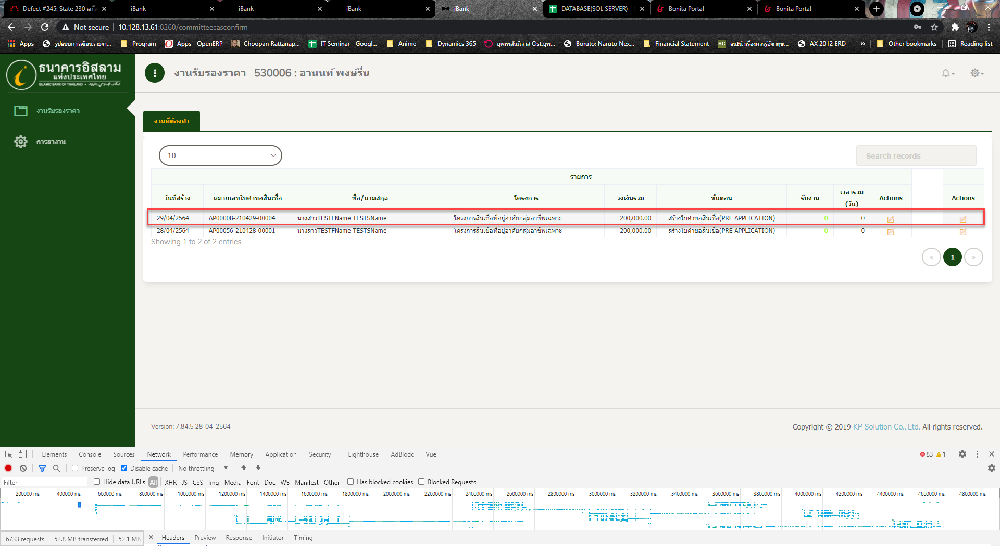 Defect #245: State 230 แก้ไ
iBank
iBank
iBank
iBank
DATABASE(SQL SERVER) -
Bonita Portal
Bonita Portal
Not secure
10.128.13.61:8260/committeecasconfirm
Apps
รูปแบบการเขียนรายงา...
Program
Apps - OpenERP
Choopan Rattanap...
IT Seminar - Googl...
Anime
Dynamics 365
บุพเพสันนิวาส Ost.บุพ...
Boruto: Naruto Nex...
Financial Statement
HC
แนะนำเรื่องควรรู้อังกฤษ...
AX 2012 ERD
»
Other bookmarks
Reading list
ธนาคารอิสลาม
แห่งประเทศไทย
ISLAMIC BANK OF THAILAND
งานรับรองราคา 530006 : อานนท์ พงษ์รื่น
งานรับรองราคา
การลางาน
งานที่ต้องทำ
10
Search records
รายการ
วันที่สร้าง หมายเลขใบคำขอสินเชื่อ ชื่อ/นามสกุล โครงการ วงเงินรวม ขั้นตอน รับงาน เวลารวม (วัน) Actions Actions
29/04/2564 AP00008-210429-00004 นางสาวTESTFName TESTSName โครงการสินเชื่อที่อยู่อาศัยกลุ่มอาชีพเฉพาะ 200,000.00 สร้างใบคำขอสินเชื่อ(PRE APPLICATION) 0 0
28/04/2564 AP00056-210428-00001 นางสาวTESTFName TESTSName โครงการสินเชื่อที่อยู่อาศัยกลุ่มอาชีพเฉพาะ 200,000.00 สร้างใบคำขอสินเชื่อ(PRE APPLICATION) 0 0
Showing 1 to 2 of 2 entries
« 1 »
Version: 7.84.5 28-04-2564
Copyright © 2019 KP Solution Co., Ltd. All rights reserved.
Elements Console Sources Network Performance Memory Application Security Lighthouse AdBlock Vue 83 1
Preserve log Disable cache No throttling
Filter Hide data URLs All XHR JS CSS Img Media Font Doc WS Manifest Other Has blocked cookies Blocked Requests
200000 ms 400000 ms 600000 ms 800000 ms 1000000 ms 1200000 ms 1400000 ms 1600000 ms 1800000 ms 2000000 ms 2200000 ms 2400000 ms 2600000 ms 2800000 ms 3000000 ms 3200000 ms 3400000 ms 3600000 ms 3800000 ms 4000000 ms 4200000 ms 4400000 ms 4600000 ms 4800000 ms
6733 requests 52.8 MB transferred 52.1 MB
Headers Preview Response Initiator Timing